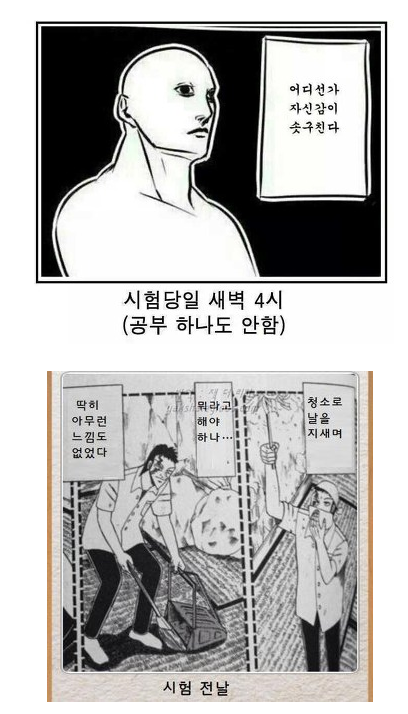 어디선가
자신감이
솟구친다
시험당일 새벽 4시
(공부 하나도 안함)
청소로
날을
지새며
뭐라고
해야
하나…
딱히
아무런
느낌도
없었다
시험 전날